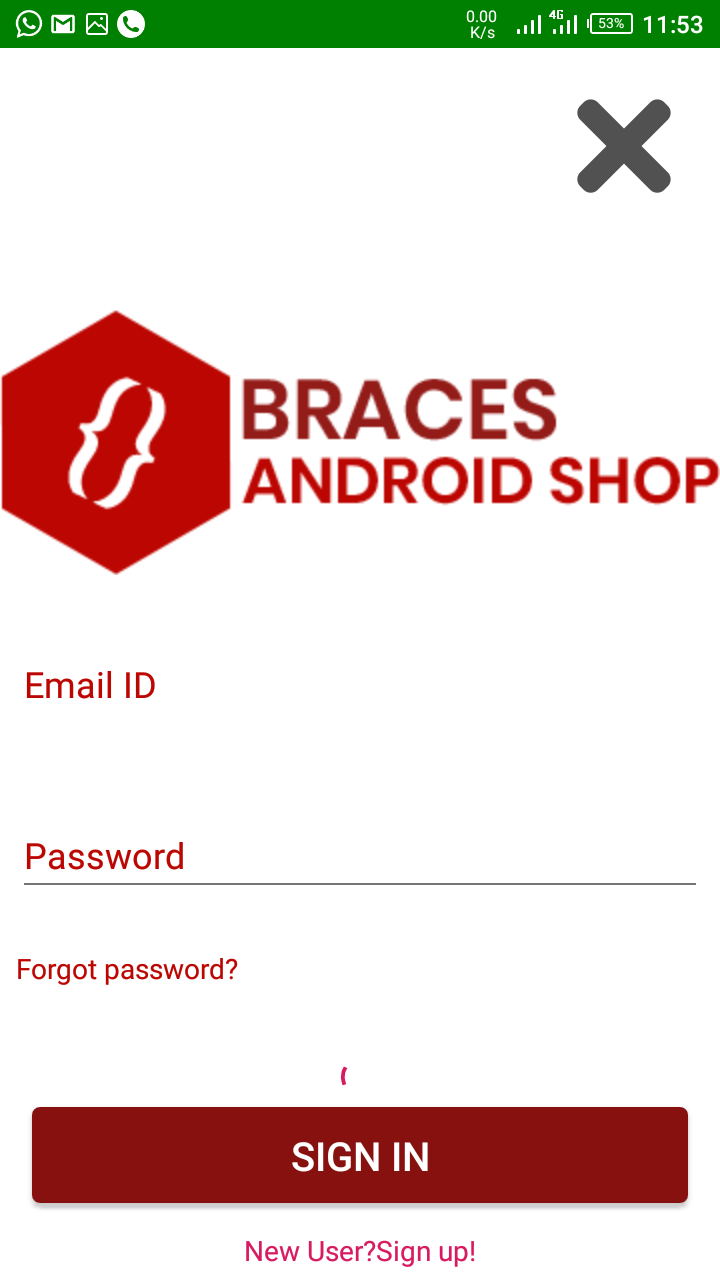 0.00
K/s
4G
53%
11:53
BRACES
ANDROID SHOP
Email ID
Password
Forgot password?
SIGN IN
New User?Sign up!